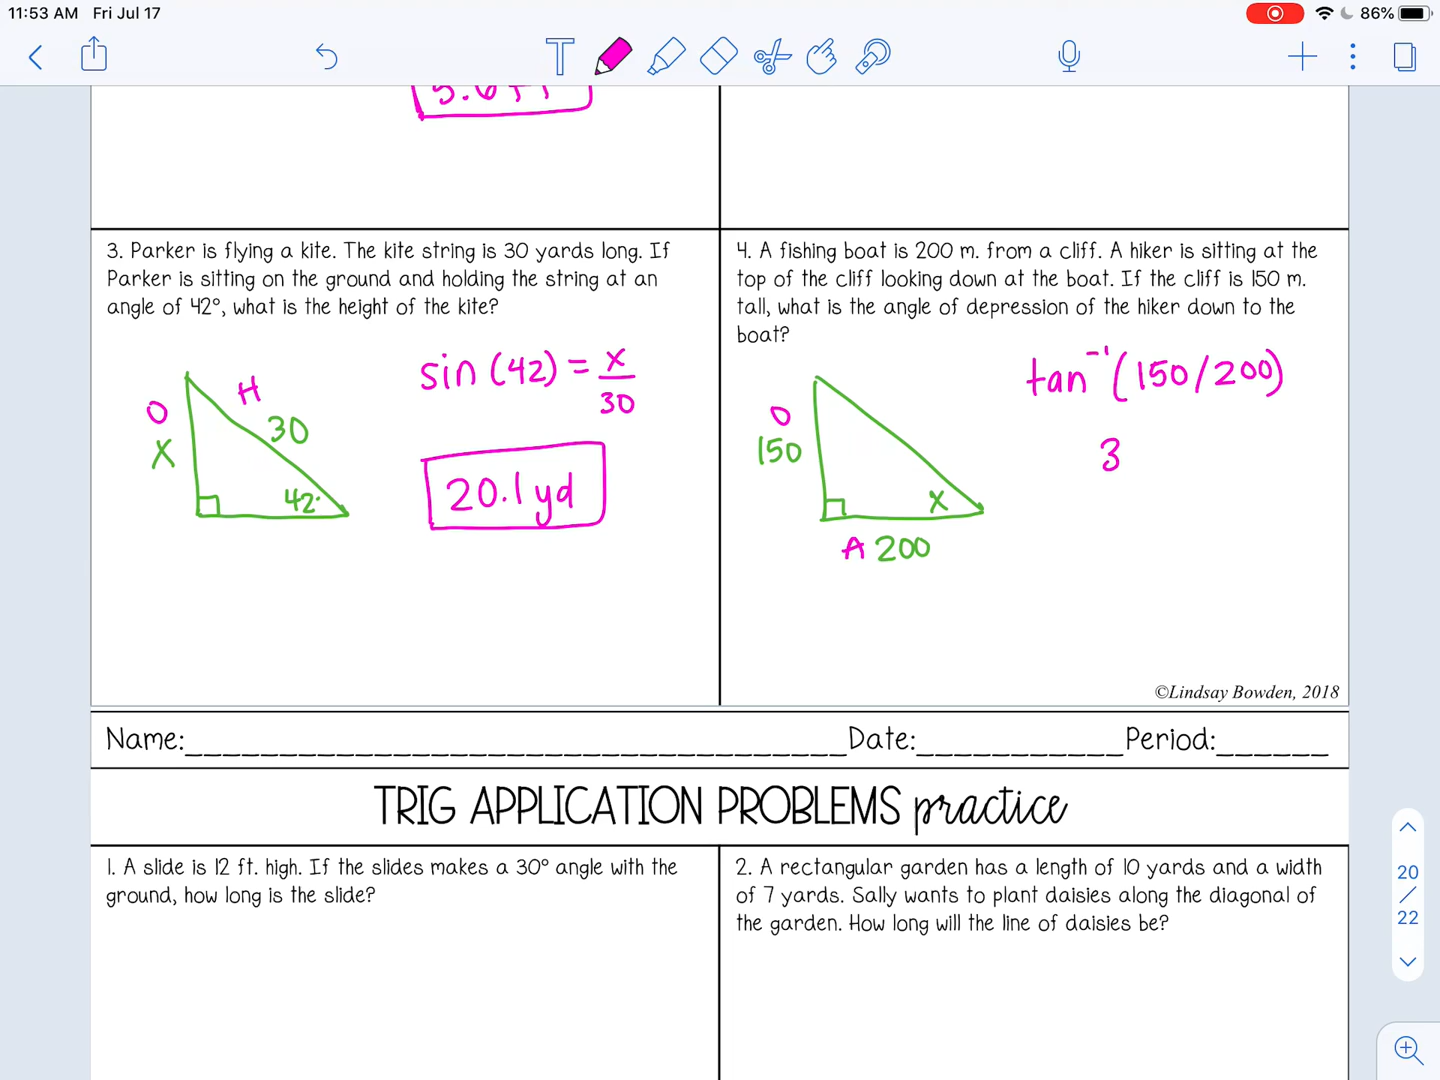 11:53 AM Fri Jul 17
86%
T
3. Parker is flying a kite. The kite string is 30 yards long. If
Parker is sitting on the ground and holding the string at an
angle of 42°, what is the height of the kite?
sin (42) = x
30
O
H
X
30
42°
20.1 yd
4. A fishing boat is 200 m. from a cliff. A hiker is sitting at the
top of the cliff looking down at the boat. If the cliff is 150 m.
tall, what is the angle of depression of the hiker down to the
boat?
tan⁻¹ (150/200)
3
O
150
X
A 200
©Lindsay Bowden, 2018
Name:____________________________________Date:___________Period:______
TRIG APPLICATION PROBLEMS practice
1. A slide is 12 ft. high. If the slides makes a 30° angle with the
ground, how long is the slide?
2. A rectangular garden has a length of 10 yards and a width
of 7 yards. Sally wants to plant daisies along the diagonal of
the garden. How long will the line of daisies be?
20
/
22